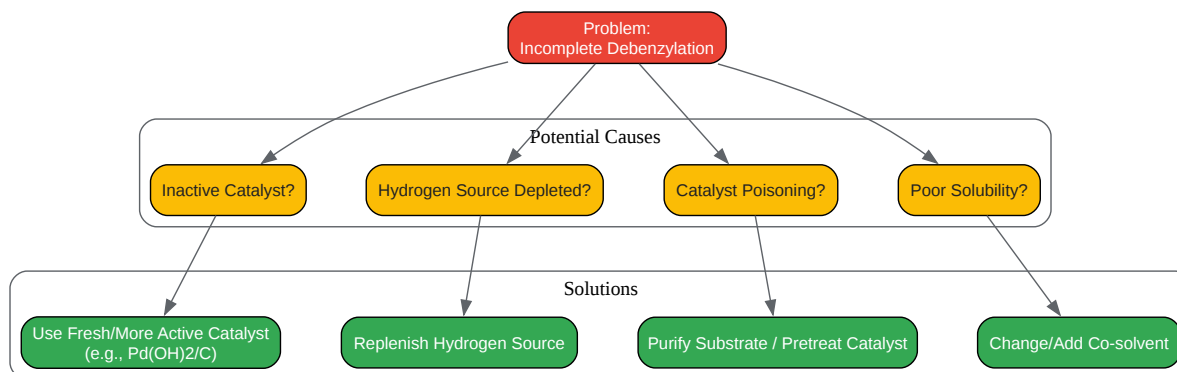 Problem:
Incomplete Debenzylation
Potential Causes
Inactive Catalyst?
Hydrogen Source Depleted?
Catalyst Poisoning?
Poor Solubility?
Solutions
Use Fresh/More Active Catalyst
(e.g., Pd(OH)2/C)
Replenish Hydrogen Source
Purify Substrate / Pretreat Catalyst
Change/Add Co-solvent